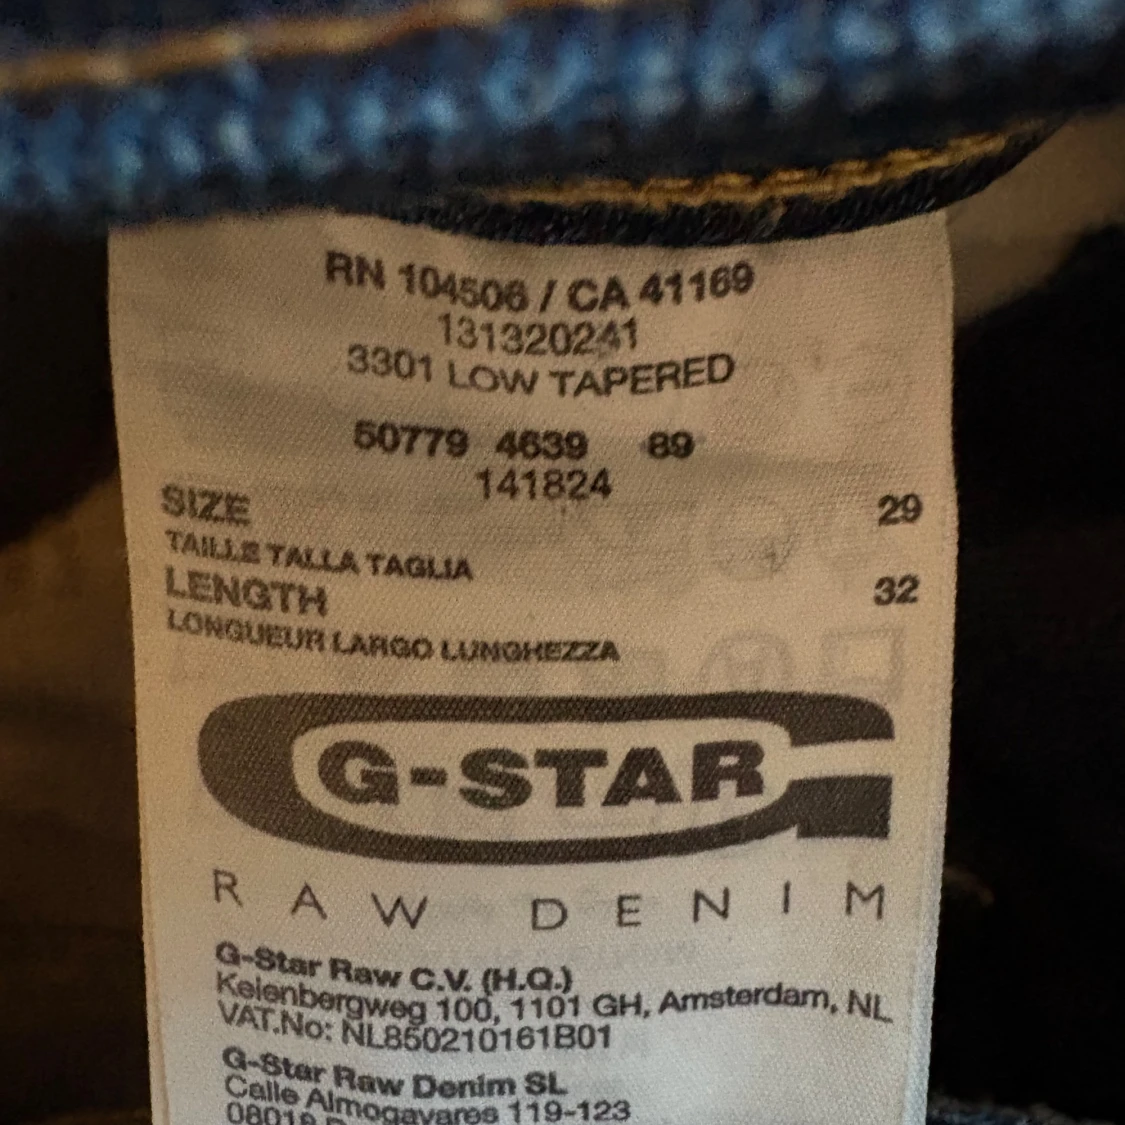 RN 104506 / CA 41169
131320241
3301 LOW TAPERED
50779 4639 89
141824
SIZE 29
TAILLE TALLA TAGLIA
LENGTH 32
LONGUEUR LARGO LUNGHEZZA
G-STAR
RAW DENIM
G-Star Raw C.V. (H.Q.)
Keienbergweg 100, 1101 GH, Amsterdam, NL
VAT.No: NL850210161B01
G-Star Raw Denim SL
Calle Almogavares 119-123
08018